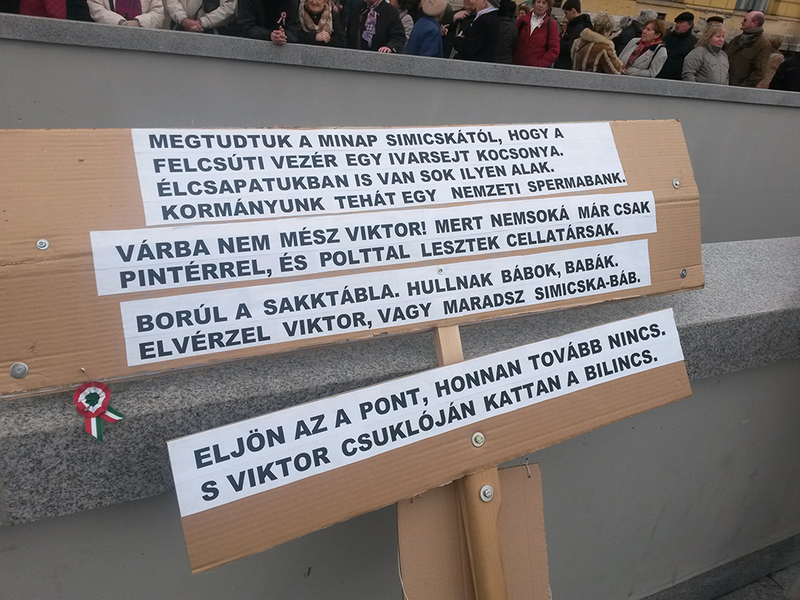 MEGTUDTUK A MINAP SIMICSKÁTÓL, HOGY A
FELCSÚTI VEZÉR EGY IVARSEJT KOCSONYA.
ÉLCSAPATUKBAN IS VAN SOK ILYEN ALAK.
KORMÁNYUNK TEHÁT EGY NEMZETI SPERMABANK.
VÁRBA NEM MÉSZ VIKTOR! MERT NEMSOKÁ MÁR CSAK
PINTÉRREL, ÉS POLTTAL LESZTEK CELLATÁRSAK.
BORÚL A SAKKTÁBLA. HULLNAK BÁBOK, BABÁK.
ELVÉRZEL VIKTOR, VAGY MARADSZ SIMICSKA-BÁB.
ELJÖN AZ A PONT, HONNAN TOVÁBB NINCS.
S VIKTOR CSUKLÓJÁN KATTAN A BILINCS.